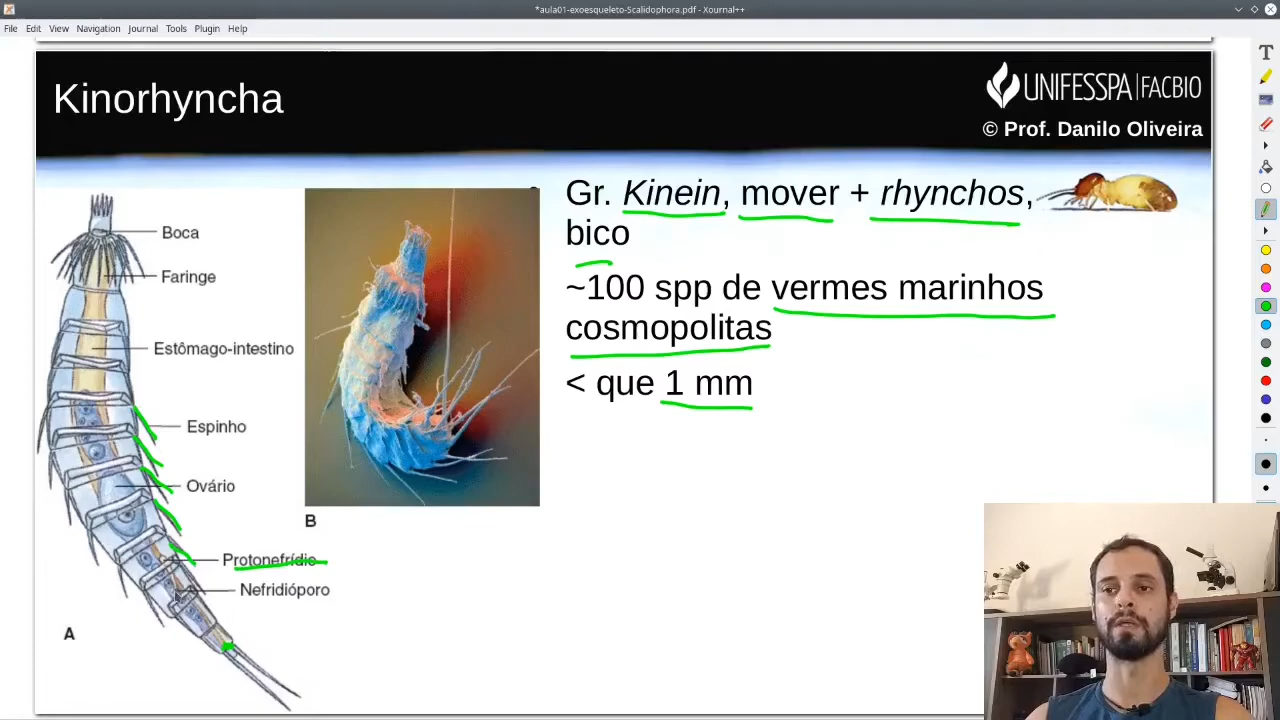 *aula01-exoesqueleto-Scalidophora.pdf - Xournal++
File Edit View Navigation Journal Tools Plugin Help
Kinorhyncha
UNIFESSPA|FACBIO
© Prof. Danilo Oliveira
Boca
Faringe
Estômago-intestino
Espinho
Ovário
Protonefrídio
Nefridióporo
A
B
Gr. Kinein, mover + rhynchos,
bico
~100 spp de vermes marinhos
cosmopolitas
< que 1 mm
T